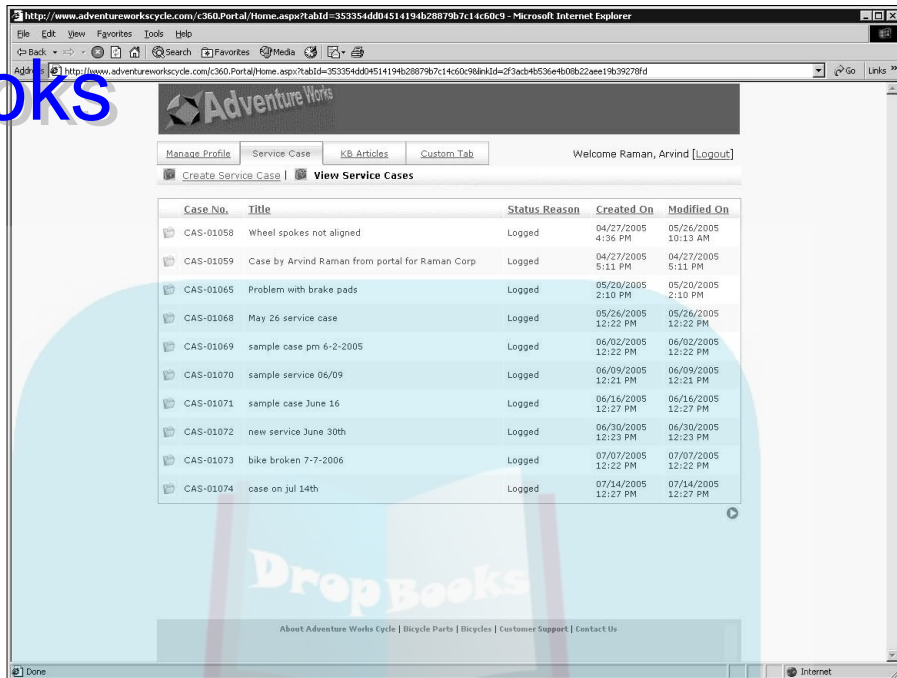 http://www.adventureworkscycle.com/c360.Portal/Home.aspx?tabId=353354dd04514194b28879b7c14c60c9 - Microsoft Internet Explorer
File Edit View Favorites Tools Help
Back Search Favorites Media
Address http://www.adventureworkscycle.com/c360.Portal/Home.aspx?tabId=353354dd04514194b28879b7c14c60c9&linkId=2f3acb4b536e4b08b22aee19b39278fd Go Links »
oks
Adventure Works
Manage Profile Service Case KB Articles Custom Tab Welcome Raman, Arvind [Logout]
Create Service Case | View Service Cases
Case No. Title Status Reason Created On Modified On
CAS-01058 Wheel spokes not aligned Logged 04/27/2005 4:36 PM 05/26/2005 10:13 AM
CAS-01059 Case by Arvind Raman from portal for Raman Corp Logged 04/27/2005 5:11 PM 04/27/2005 5:11 PM
CAS-01065 Problem with brake pads Logged 05/20/2005 2:10 PM 05/20/2005 2:10 PM
CAS-01068 May 26 service case Logged 05/26/2005 12:22 PM 05/26/2005 12:22 PM
CAS-01069 sample case pm 6-2-2005 Logged 06/02/2005 12:22 PM 06/02/2005 12:22 PM
CAS-01070 sample service 06/09 Logged 06/09/2005 12:21 PM 06/09/2005 12:21 PM
CAS-01071 sample case June 16 Logged 06/16/2005 12:27 PM 06/16/2005 12:27 PM
CAS-01072 new service June 30th Logged 06/30/2005 12:23 PM 06/30/2005 12:23 PM
CAS-01073 bike broken 7-7-2006 Logged 07/07/2005 12:22 PM 07/07/2005 12:22 PM
CAS-01074 case on jul 14th Logged 07/14/2005 12:27 PM 07/14/2005 12:27 PM
DropBooks
About Adventure Works Cycle | Bicycle Parts | Bicycles | Customer Support | Contact Us
Done Internet